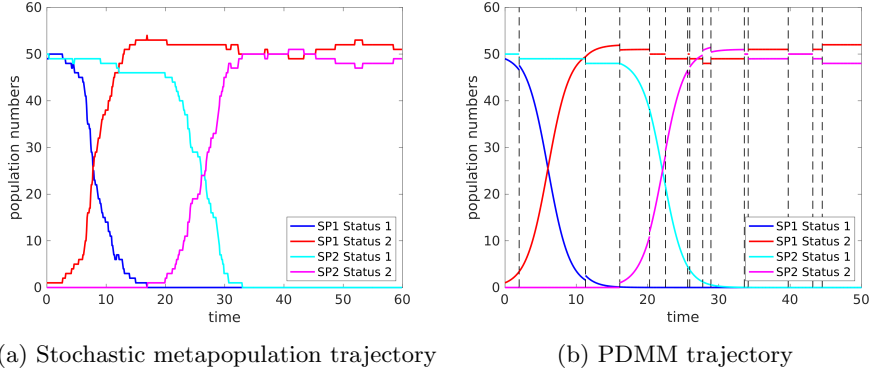 60
50
40
30
20
10
0
population numbers
0 10 20 30 40 50 60
time
SP1 Status 1
SP1 Status 2
SP2 Status 1
SP2 Status 2
a) Stochastic metapopulation trajectory
60
50
40
30
20
10
0
population numbers
0 10 20 30 40 50
time
SP1 Status 1
SP1 Status 2
SP2 Status 1
SP2 Status 2
(b) PDMM trajectory